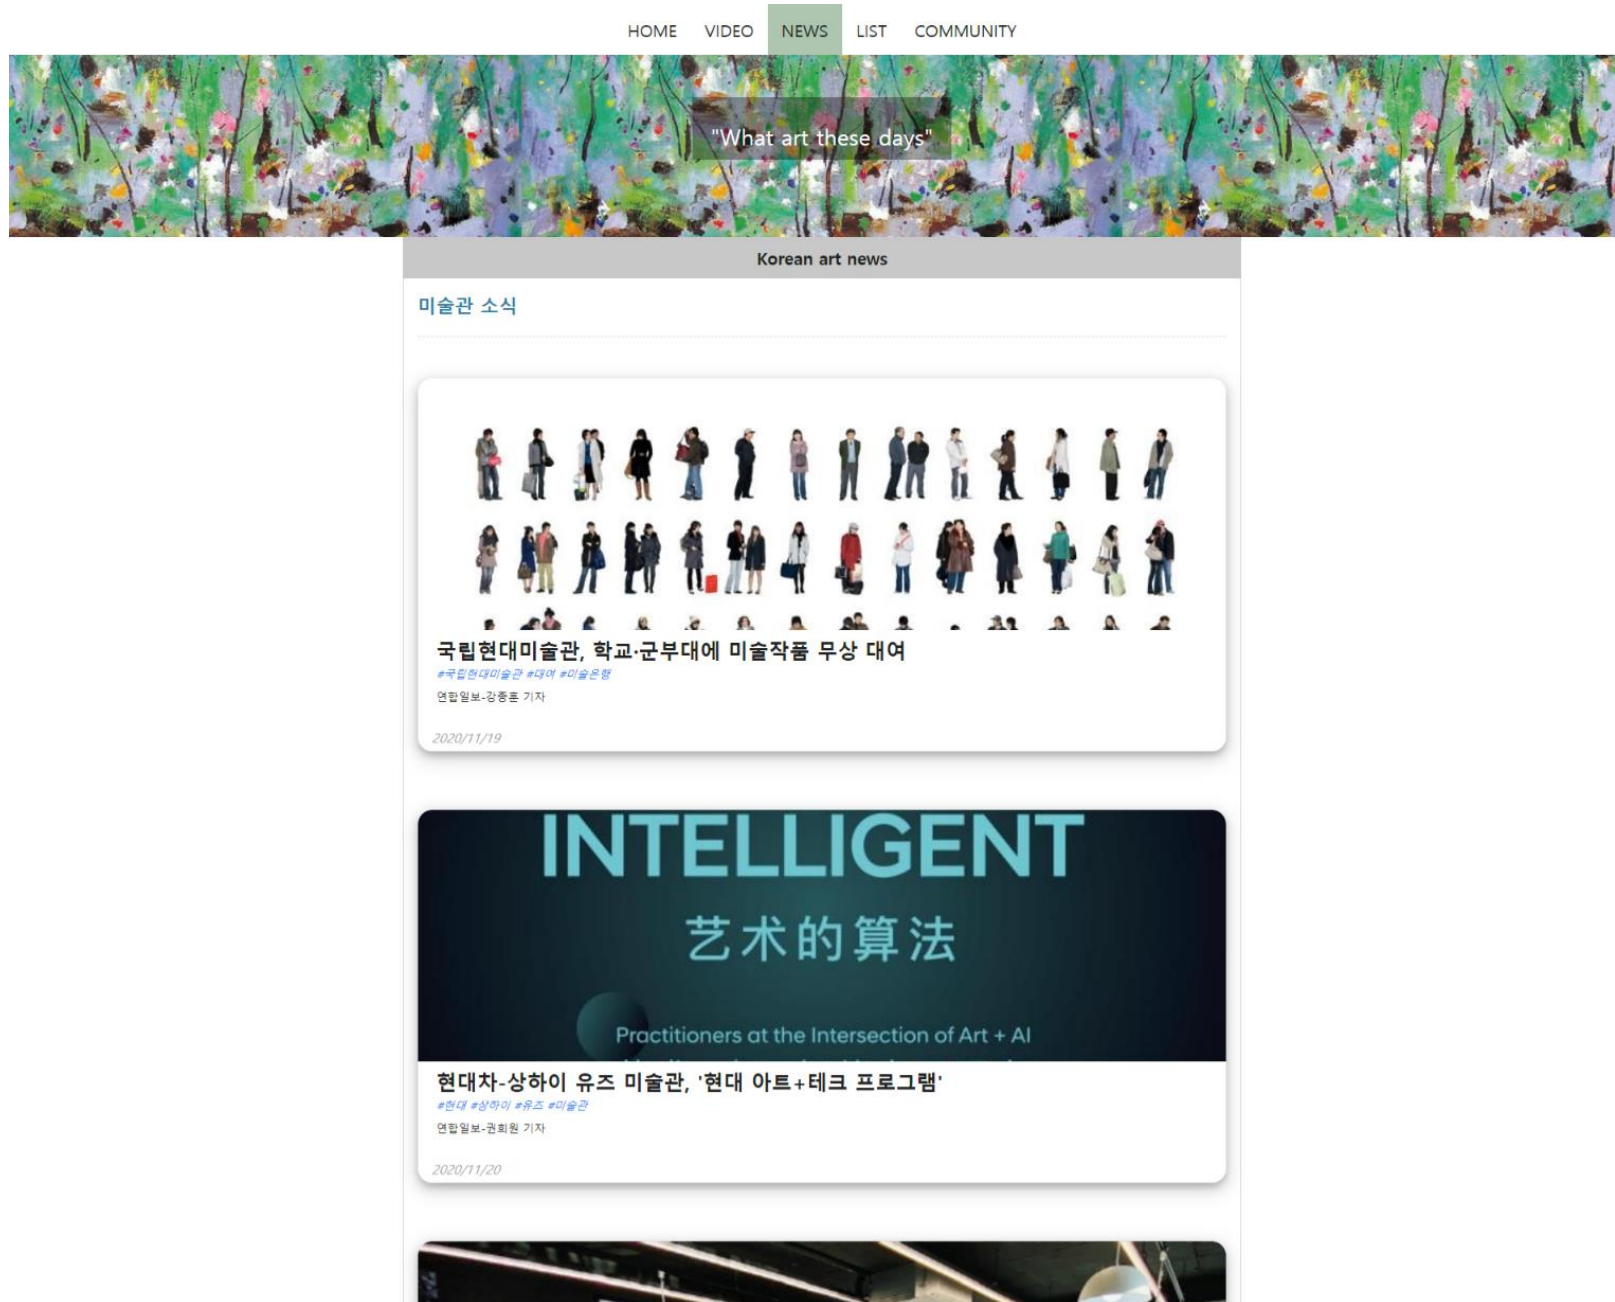 HOME VIDEO NEWS LIST COMMUNITY
"What art these days"
Korean art news
미술관 소식
국립현대미술관, 학교·군부대에 미술작품 무상 대여
#국립현대미술관 #대여 #미술은행
연합일보-강종훈 기자
2020/11/19
INTELLIGENT
艺术的算法
Practitioners at the Intersection of Art + AI
현대차-상하이 유즈 미술관, '현대 아트+테크 프로그램'
#현대 #상하이 #유즈 #미술관
연합일보-권희원 기자
2020/11/20